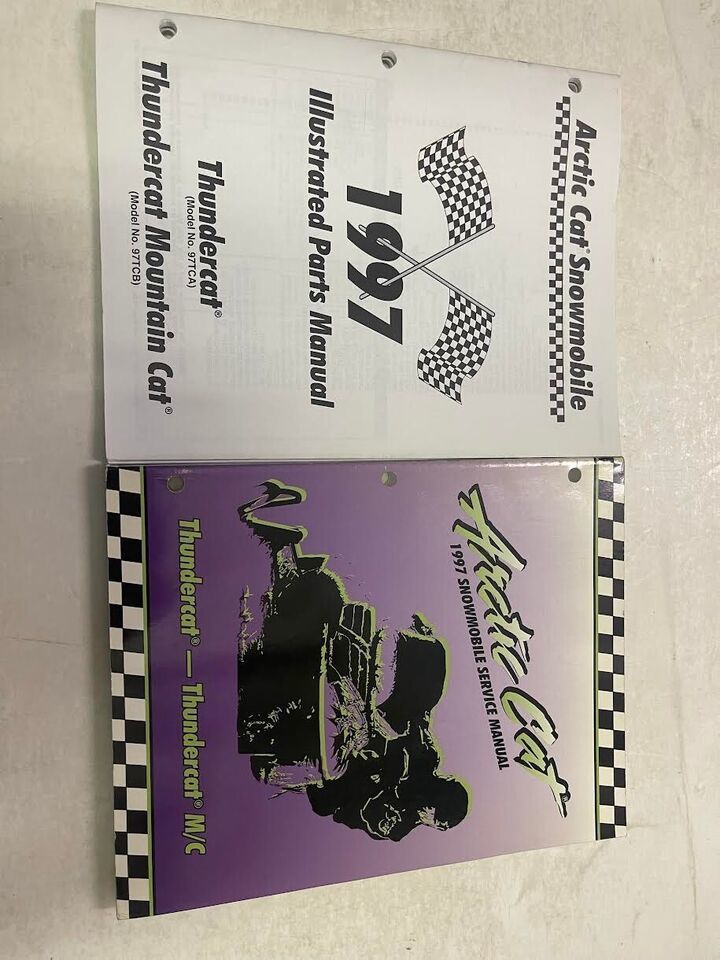 Arctic Cat® Snowmobile
1997
Illustrated Parts Manual
Thundercat®
(Model No. 97TCA)
Thundercat Mountain Cat®
(Model No. 97TCB)
Arctic Cat®
1997 SNOWMOBILE SERVICE MANUAL
Thundercat® — Thundercat® M/C